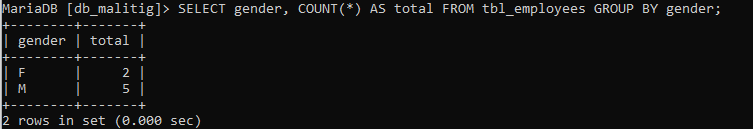 MariaDB [db_malitig]> SELECT gender, COUNT(*) AS total FROM tbl_employees GROUP BY gender;
+--------+-------+
| gender | total |
+--------+-------+
| F      |     2 |
| M      |     5 |
+--------+-------+
2 rows in set (0.000 sec)